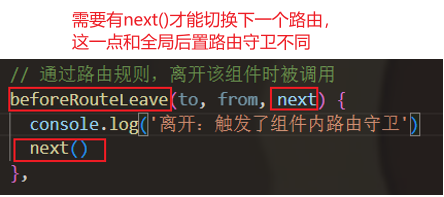 需要有next()才能切换下一个路由，
这一点和全局后置路由守卫不同
// 通过路由规则，离开该组件时被调用
beforeRouteLeave(to, from, next) {
console.log('离开：触发了组件内路由守卫')
next()
},